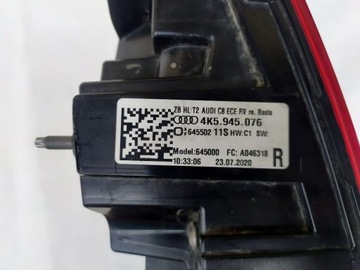 ZB HL T2 AUDI C8 ECE RV re. Basis
4K5.945.076
645502 11S HW:C1 SW:
Model:645000 FC: A046318
10:33:06 23.07.2020 R